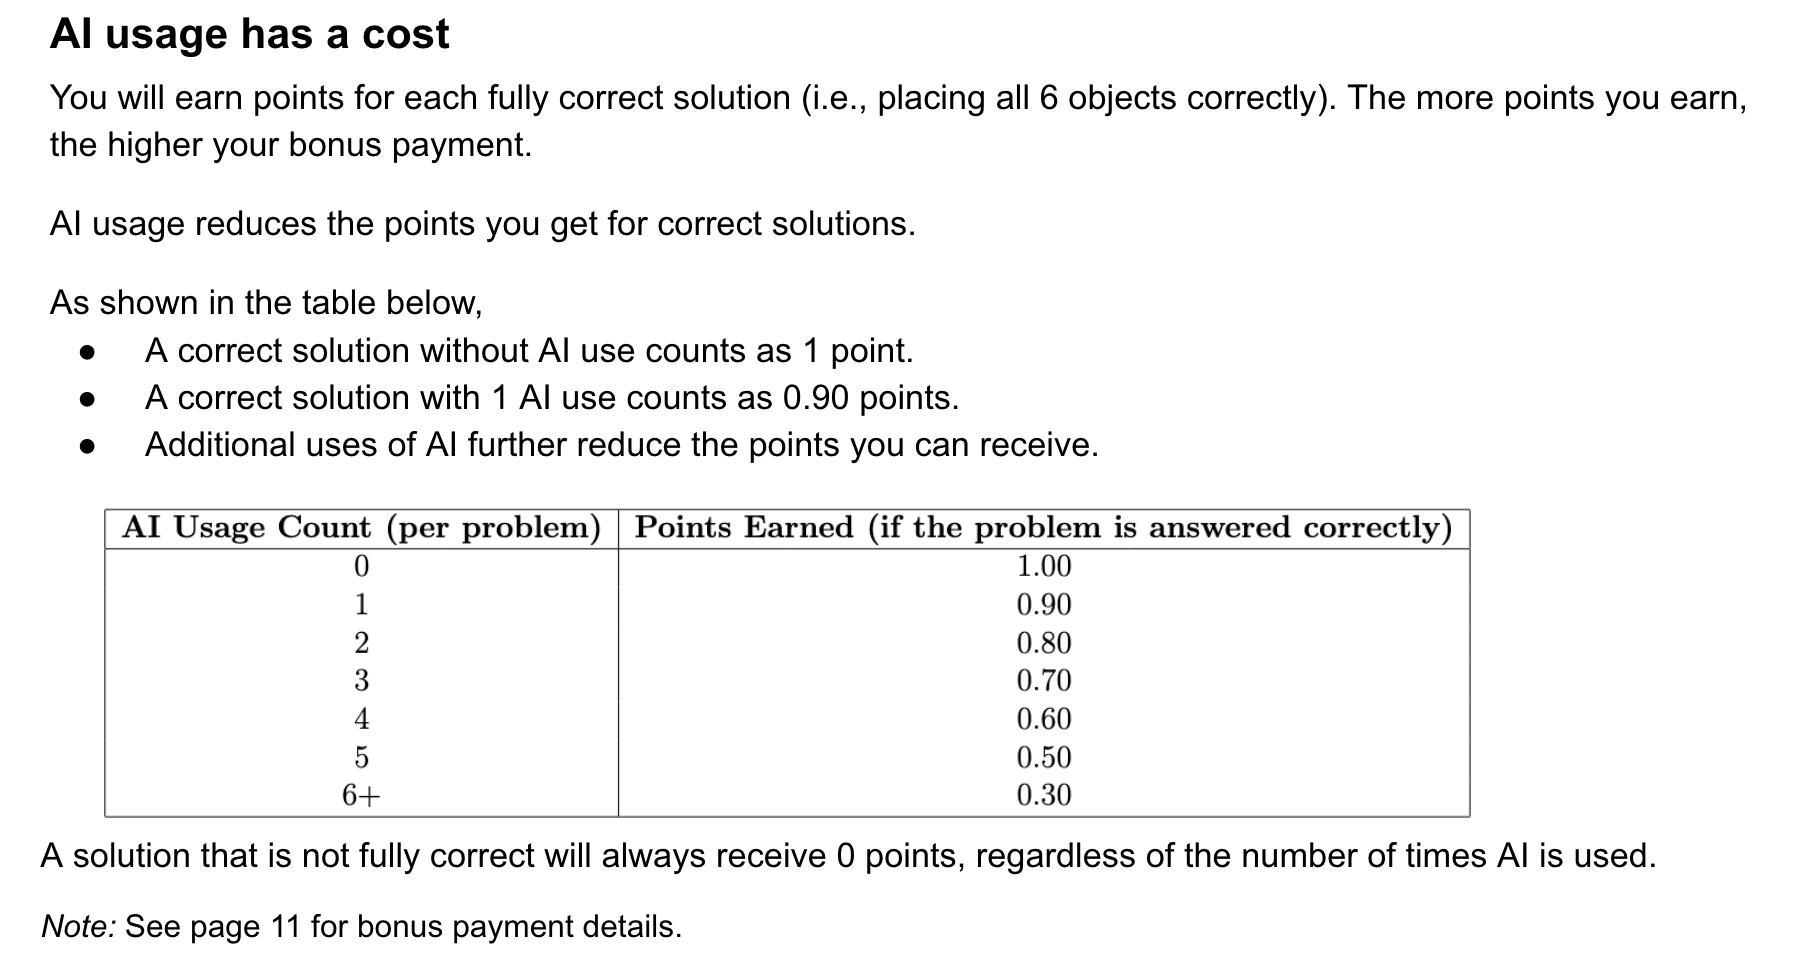 AI usage has a cost
You will earn points for each fully correct solution (i.e., placing all 6 objects correctly). The more points you earn,
the higher your bonus payment.
AI usage reduces the points you get for correct solutions.
As shown in the table below,
● A correct solution without AI use counts as 1 point.
● A correct solution with 1 AI use counts as 0.90 points.
● Additional uses of AI further reduce the points you can receive.
AI Usage Count (per problem) Points Earned (if the problem is answered correctly)
0 1.00
1 0.90
2 0.80
3 0.70
4 0.60
5 0.50
6+ 0.30
A solution that is not fully correct will always receive 0 points, regardless of the number of times AI is used.
Note: See page 11 for bonus payment details.